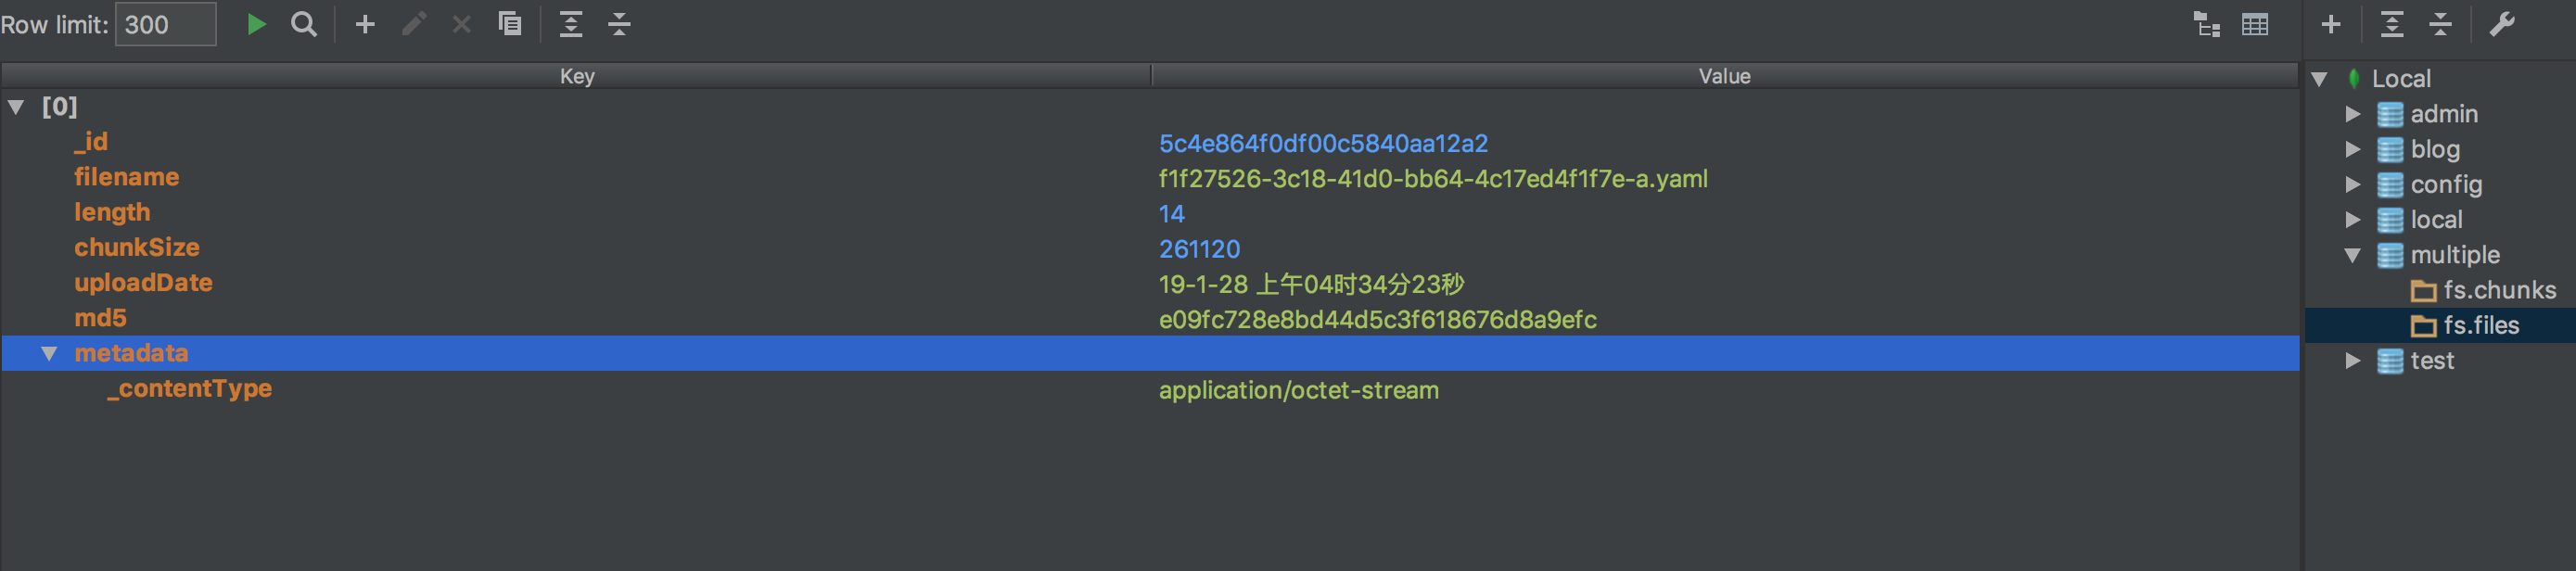 Row limit: 300
Key Value
[0]
_id 5c4e864f0df00c5840aa12a2
filename f1f27526-3c18-41d0-bb64-4c17ed4f1f7e-a.yaml
length 14
chunkSize 261120
uploadDate 19-1-28 上午04时34分23秒
md5 e09fc728e8bd44d5c3f618676d8a9efc
metadata
_contentType application/octet-stream
Local
admin
blog
config
local
multiple
fs.chunks
fs.files
test